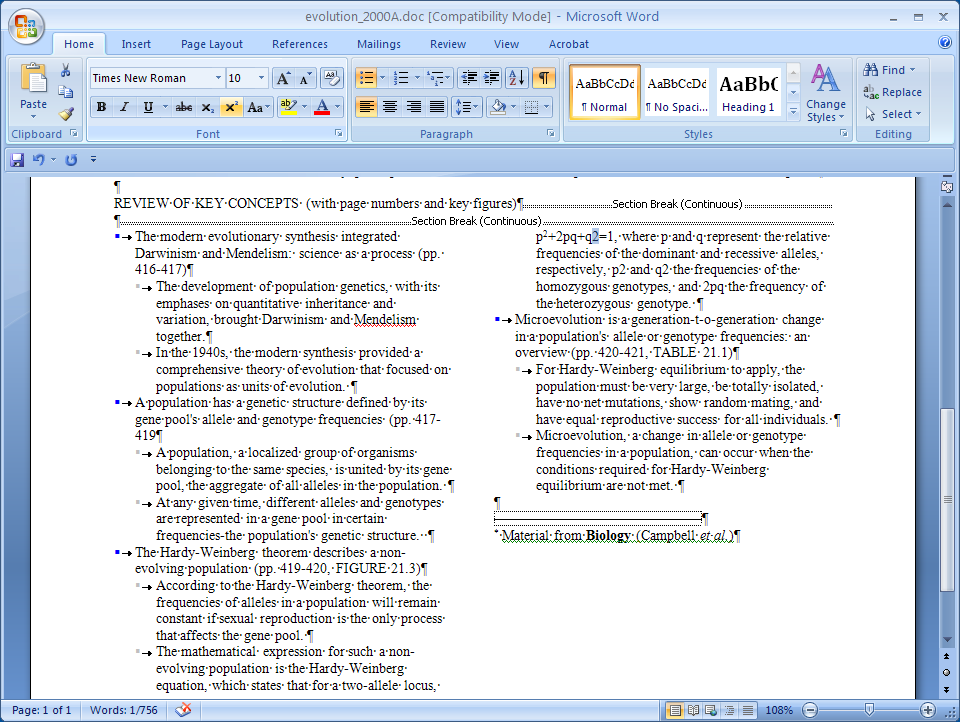 evolution_2000A.doc [Compatibility Mode] - Microsoft Word
Home Insert Page Layout References Mailings Review View Acrobat
Paste
Clipboard
Times New Roman 10
B I U abc x₂ x² Aa
Font
Paragraph
AaBbCcDd AaBbCcDd AaBbC
¶ Normal ¶ No Spaci... Heading 1
Change Styles
Styles
Find
Replace
Select
Editing
¶
REVIEW OF KEY CONCEPTS (with page numbers and key figures)¶ Section Break (Continuous)
¶ Section Break (Continuous)
The modern evolutionary synthesis integrated
Darwinism and Mendelism: science as a process (pp.
416-417)¶
The development of population genetics, with its
emphases on quantitative inheritance and
variation, brought Darwinism and Mendelism
together.¶
In the 1940s, the modern synthesis provided a
comprehensive theory of evolution that focused on
populations as units of evolution. ¶
A population has a genetic structure defined by its
gene pool's allele and genotype frequencies (pp. 417-
419¶
A population, a localized group of organisms
belonging to the same species, is united by its gene
pool, the aggregate of all alleles in the population. ¶
At any given time, different alleles and genotypes
are represented in a gene pool in certain
frequencies-the population's genetic structure. ¶
The Hardy-Weinberg theorem describes a non-
evolving population (pp. 419-420, FIGURE 21.3)¶
According to the Hardy-Weinberg theorem, the
frequencies of alleles in a population will remain
constant if sexual reproduction is the only process
that affects the gene pool. ¶
The mathematical expression for such a non-
evolving population is the Hardy-Weinberg
equation, which states that for a two-allele locus,
p²+2pq+q2=1, where p and q represent the relative
frequencies of the dominant and recessive alleles,
respectively, p2 and q2 the frequencies of the
homozygous genotypes, and 2pq the frequency of
the heterozygous genotype. ¶
Microevolution is a generation-t-o-generation change
in a population's allele or genotype frequencies: an
overview (pp. 420-421, TABLE 21.1)¶
For Hardy-Weinberg equilibrium to apply, the
population must be very large, be totally isolated,
have no net mutations, show random mating, and
have equal reproductive success for all individuals. ¶
Microevolution, a change in allele or genotype
frequencies in a population, can occur when the
conditions required for Hardy-Weinberg
equilibrium are not met. ¶
¶
¶
* Material from Biology (Campbell et al.)¶
Page: 1 of 1 Words: 1/756 108%